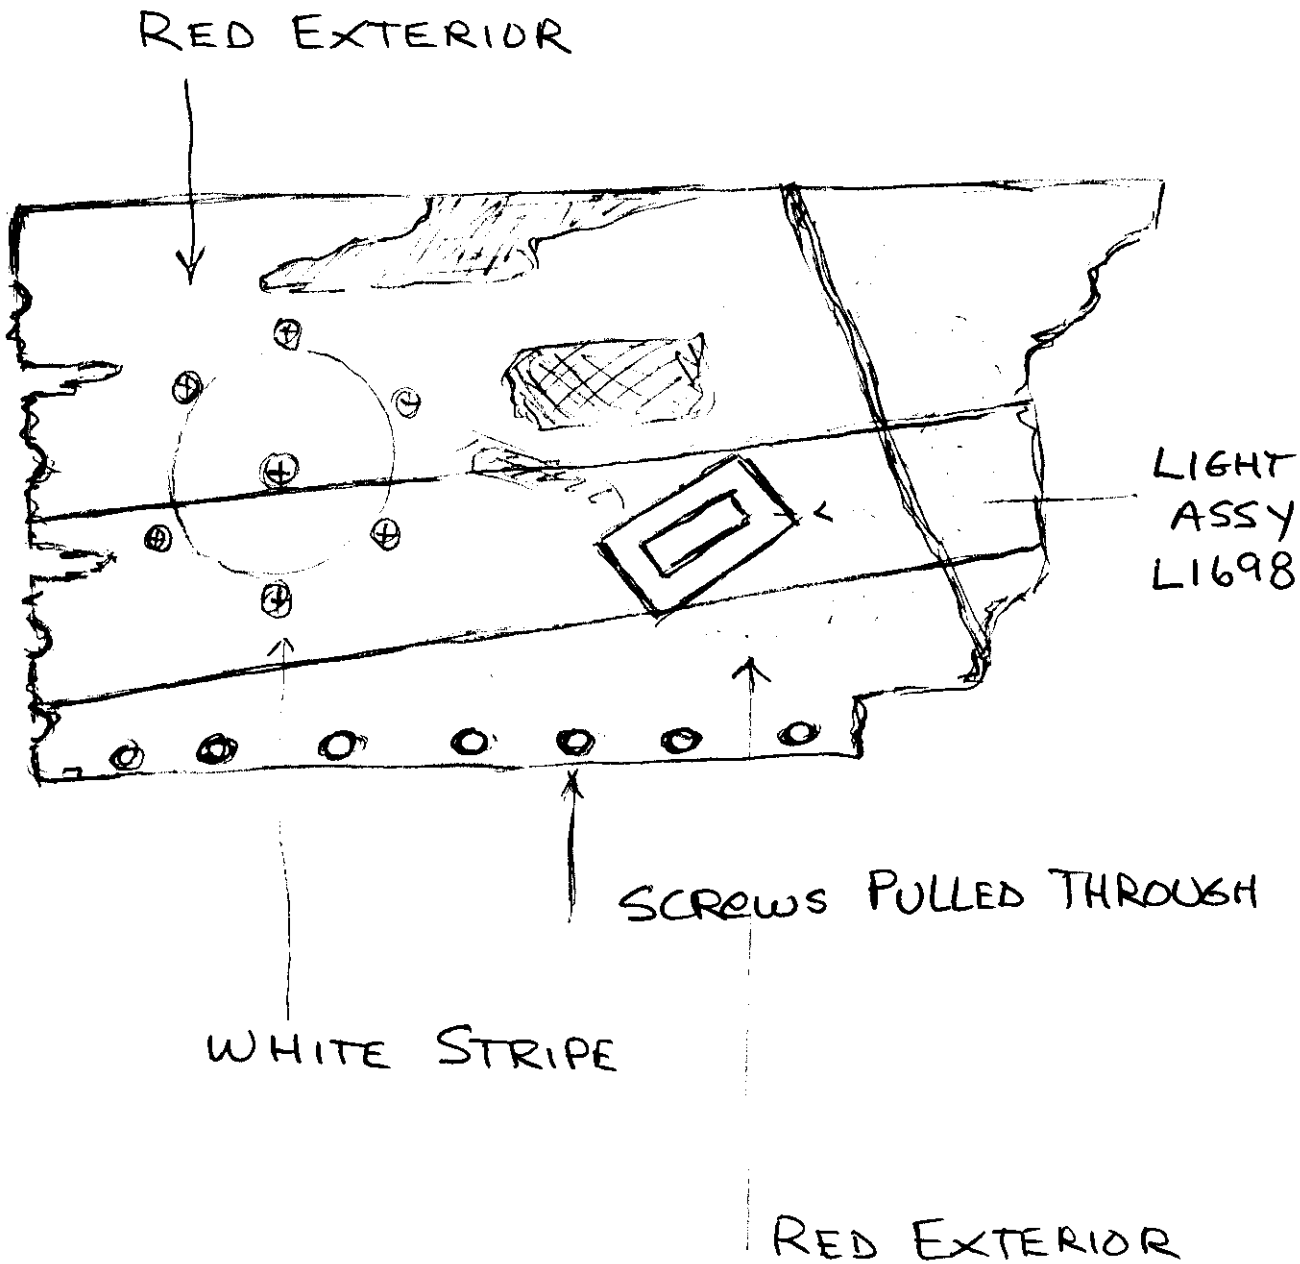 RED EXTERIOR
LIGHT
ASSY
L1698
SCREWS PULLED THROUGH
WHITE STRIPE
RED EXTERIOR